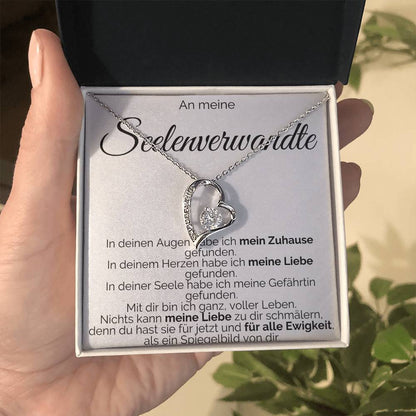 An meine
Seelenverwandte
In deinen Augen habe ich mein Zuhause
gefunden.
In deinem Herzen habe ich meine Liebe
gefunden.
In deiner Seele habe ich meine Gefährtin
gefunden.
Mit dir bin ich ganz, voller Leben.
Nichts kann meine Liebe zu dir schmälern,
denn du hast sie für jetzt und für alle Ewigkeit,
als ein Spiegelbild von dir